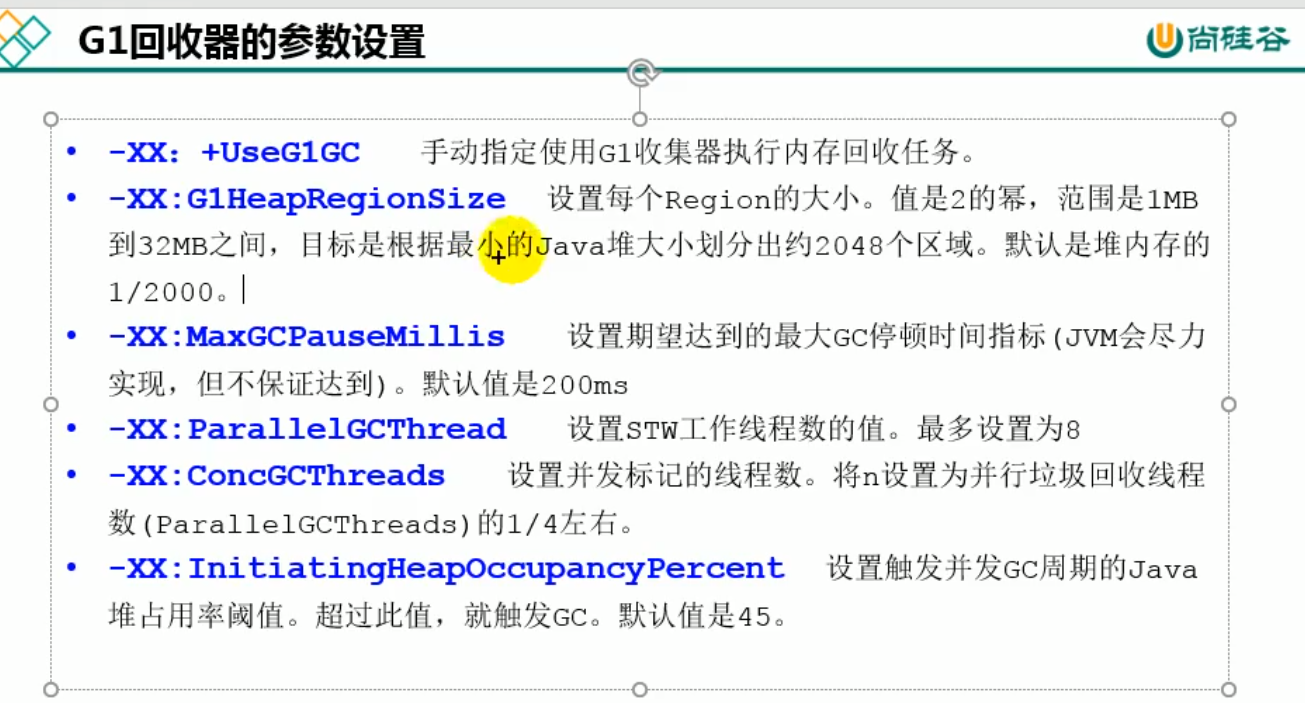 G1回收器的参数设置
尚硅谷
• -XX：+UseG1GC 手动指定使用G1收集器执行内存回收任务。
• -XX:G1HeapRegionSize 设置每个Region的大小。值是2的幂，范围是1MB
到32MB之间，目标是根据最小的Java堆大小划分出约2048个区域。默认是堆内存的
1/2000。
• -XX:MaxGCPauseMillis 设置期望达到的最大GC停顿时间指标(JVM会尽力
实现，但不保证达到)。默认值是200ms
• -XX:ParallelGCThread 设置STW工作线程数的值。最多设置为8
• -XX:ConcGCThreads 设置并发标记的线程数。将n设置为并行垃圾回收线程
数(ParallelGCThreads)的1/4左右。
• -XX:InitiatingHeapOccupancyPercent 设置触发并发GC周期的Java
堆占用率阈值。超过此值，就触发GC。默认值是45。